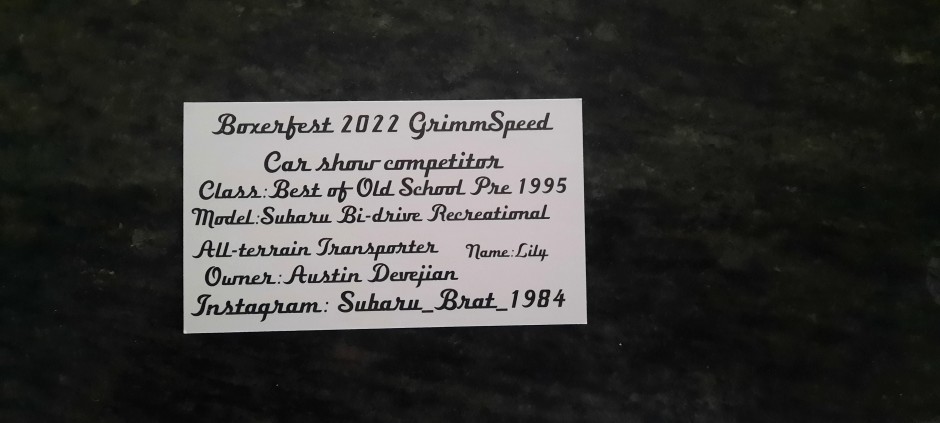 Boxerfest 2022 GrimmSpeed
Car show competitor
Class:Best of Old School Pre 1995
Model:Subaru Bi-drive Recreational
All-terrain Transporter Name:Lily
Owner:Austin Devejian
Instagram: Subaru_Brat_1984